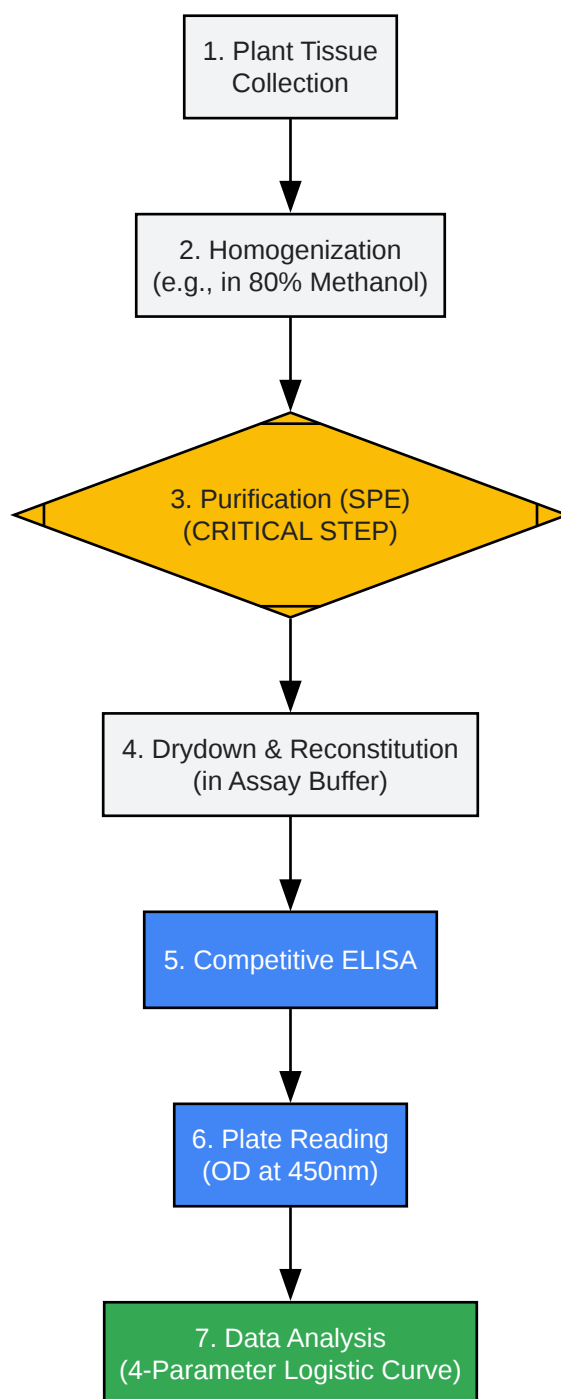 1. Plant Tissue
Collection
2. Homogenization
(e.g., in 80% Methanol)
3. Purification (SPE)
(CRITICAL STEP)
4. Drydown & Reconstitution
(in Assay Buffer)
5. Competitive ELISA
6. Plate Reading
(OD at 450nm)
7. Data Analysis
(4-Parameter Logistic Curve)